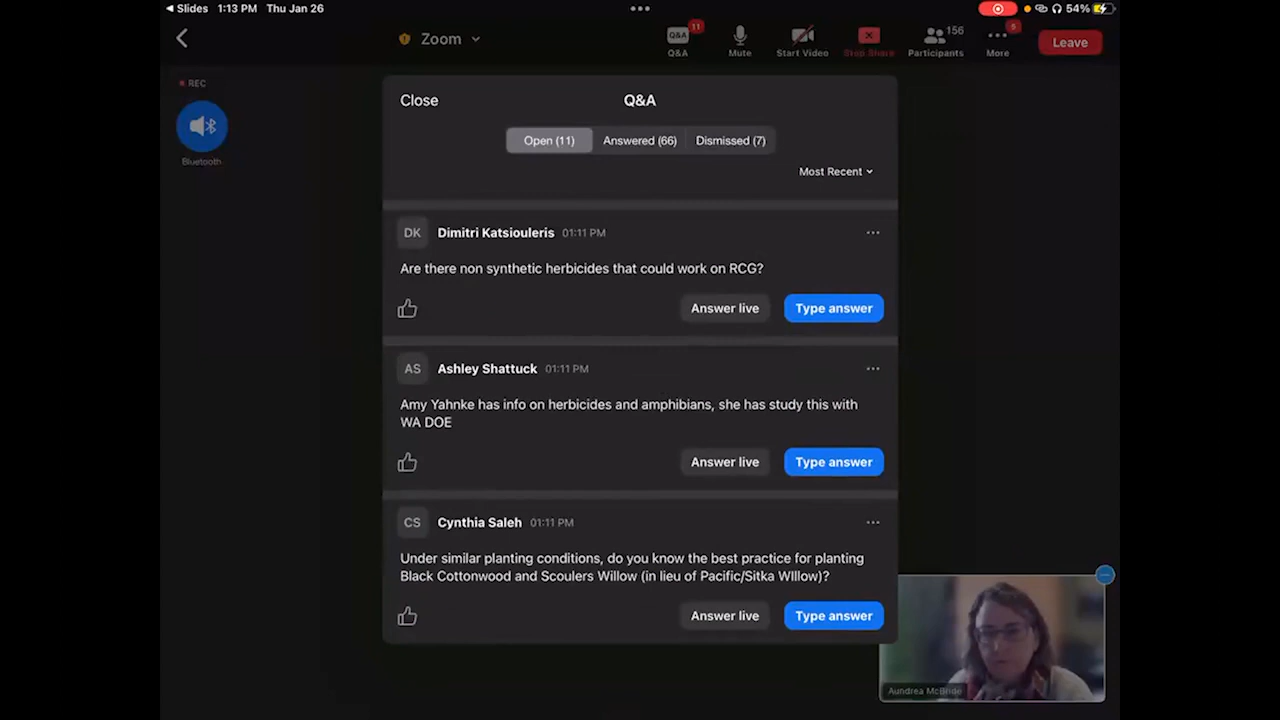 Slides 1:13 PM Thu Jan 26
54%
Zoom
Q&A
11
Q&A
Mute
Start Video
Stop Share
156
Participants
5
More
Leave
REC
Bluetooth
Close
Q&A
Open (11)
Answered (66)
Dismissed (7)
Most Recent
DK
Dimitri Katsiouleris 01:11 PM
Are there non synthetic herbicides that could work on RCG?
Answer live
Type answer
AS
Ashley Shattuck 01:11 PM
Amy Yahnke has info on herbicides and amphibians, she has study this with
WA DOE
Answer live
Type answer
CS
Cynthia Saleh 01:11 PM
Under similar planting conditions, do you know the best practice for planting
Black Cottonwood and Scoulers Willow (in lieu of Pacific/Sitka WIllow)?
Answer live
Type answer
Aundrea McBride